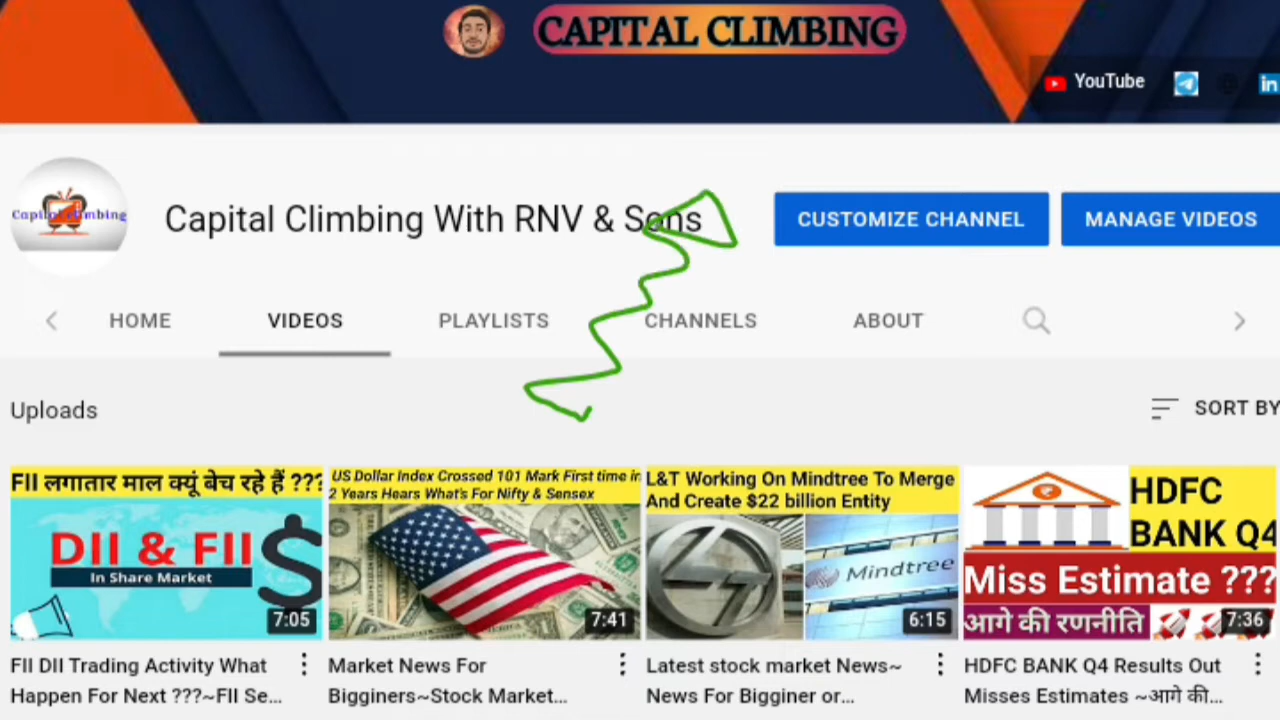 CAPITAL CLIMBING
YouTube
in
Capital Climbing
Capital Climbing With RNV & Sons
CUSTOMIZE CHANNEL
MANAGE VIDEOS
HOME
VIDEOS
PLAYLISTS
CHANNELS
ABOUT
Uploads
SORT BY
FII लगातार माल क्यूं बेच रहे हैं ???
DII & FII
$
In Share Market
7:05
US Dollar Index Crossed 101 Mark First time in
2 Years Hears What's For Nifty & Sensex
7:41
L&T Working On Mindtree To Merge
And Create $22 billion Entity
Mindtree
6:15
HDFC
BANK Q4
Miss Estimate ???
आगे की रणनीति
7:36
FII DII Trading Activity What
Happen For Next ???~FII Se...
Market News For
Bigginers~Stock Market...
Latest stock market News~
News For Bigginer or...
HDFC BANK Q4 Results Out
Misses Estimates ~आगे की...